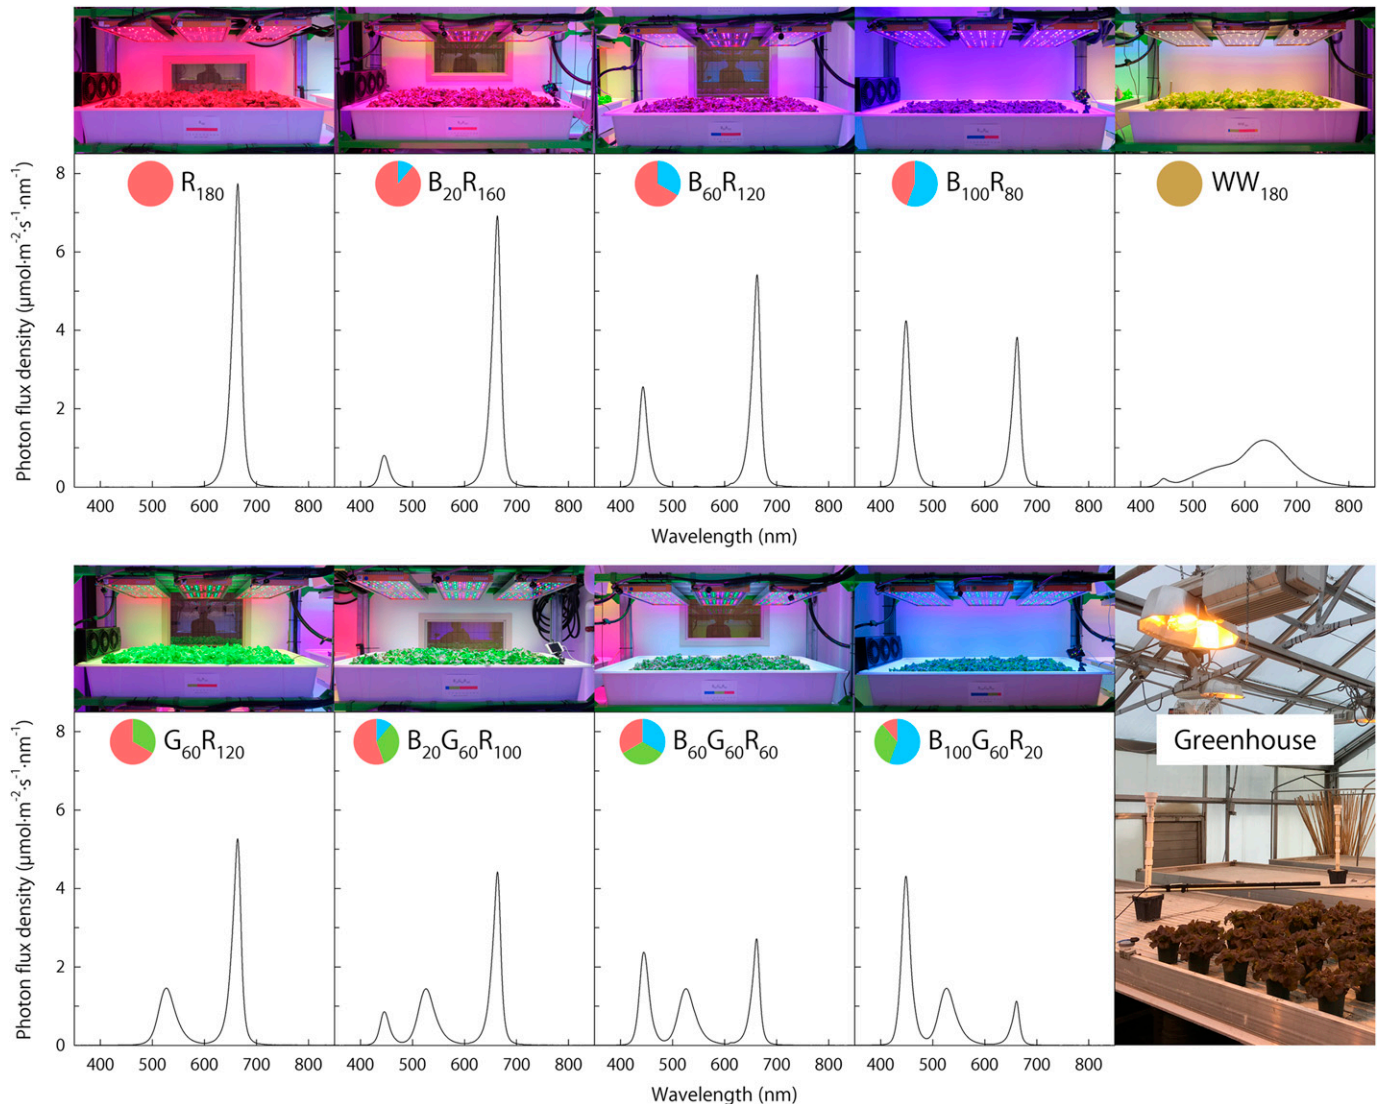 Photon flux density (μmol·m⁻²·s⁻¹·nm⁻¹)
R₁₈₀
B₂₀R₁₆₀
B₆₀R₁₂₀
B₁₀₀R₈₀
WW₁₈₀
8
6
4
2
0
400 500 600 700 800
400 500 600 700 800
400 500 600 700 800
400 500 600 700 800
400 500 600 700 800
Wavelength (nm)
Photon flux density (μmol·m⁻²·s⁻¹·nm⁻¹)
G₆₀R₁₂₀
B₂₀G₆₀R₁₀₀
B₆₀G₆₀R₆₀
B₁₀₀G₆₀R₂₀
Greenhouse
8
6
4
2
0
400 500 600 700 800
400 500 600 700 800
400 500 600 700 800
400 500 600 700 800
Wavelength (nm)